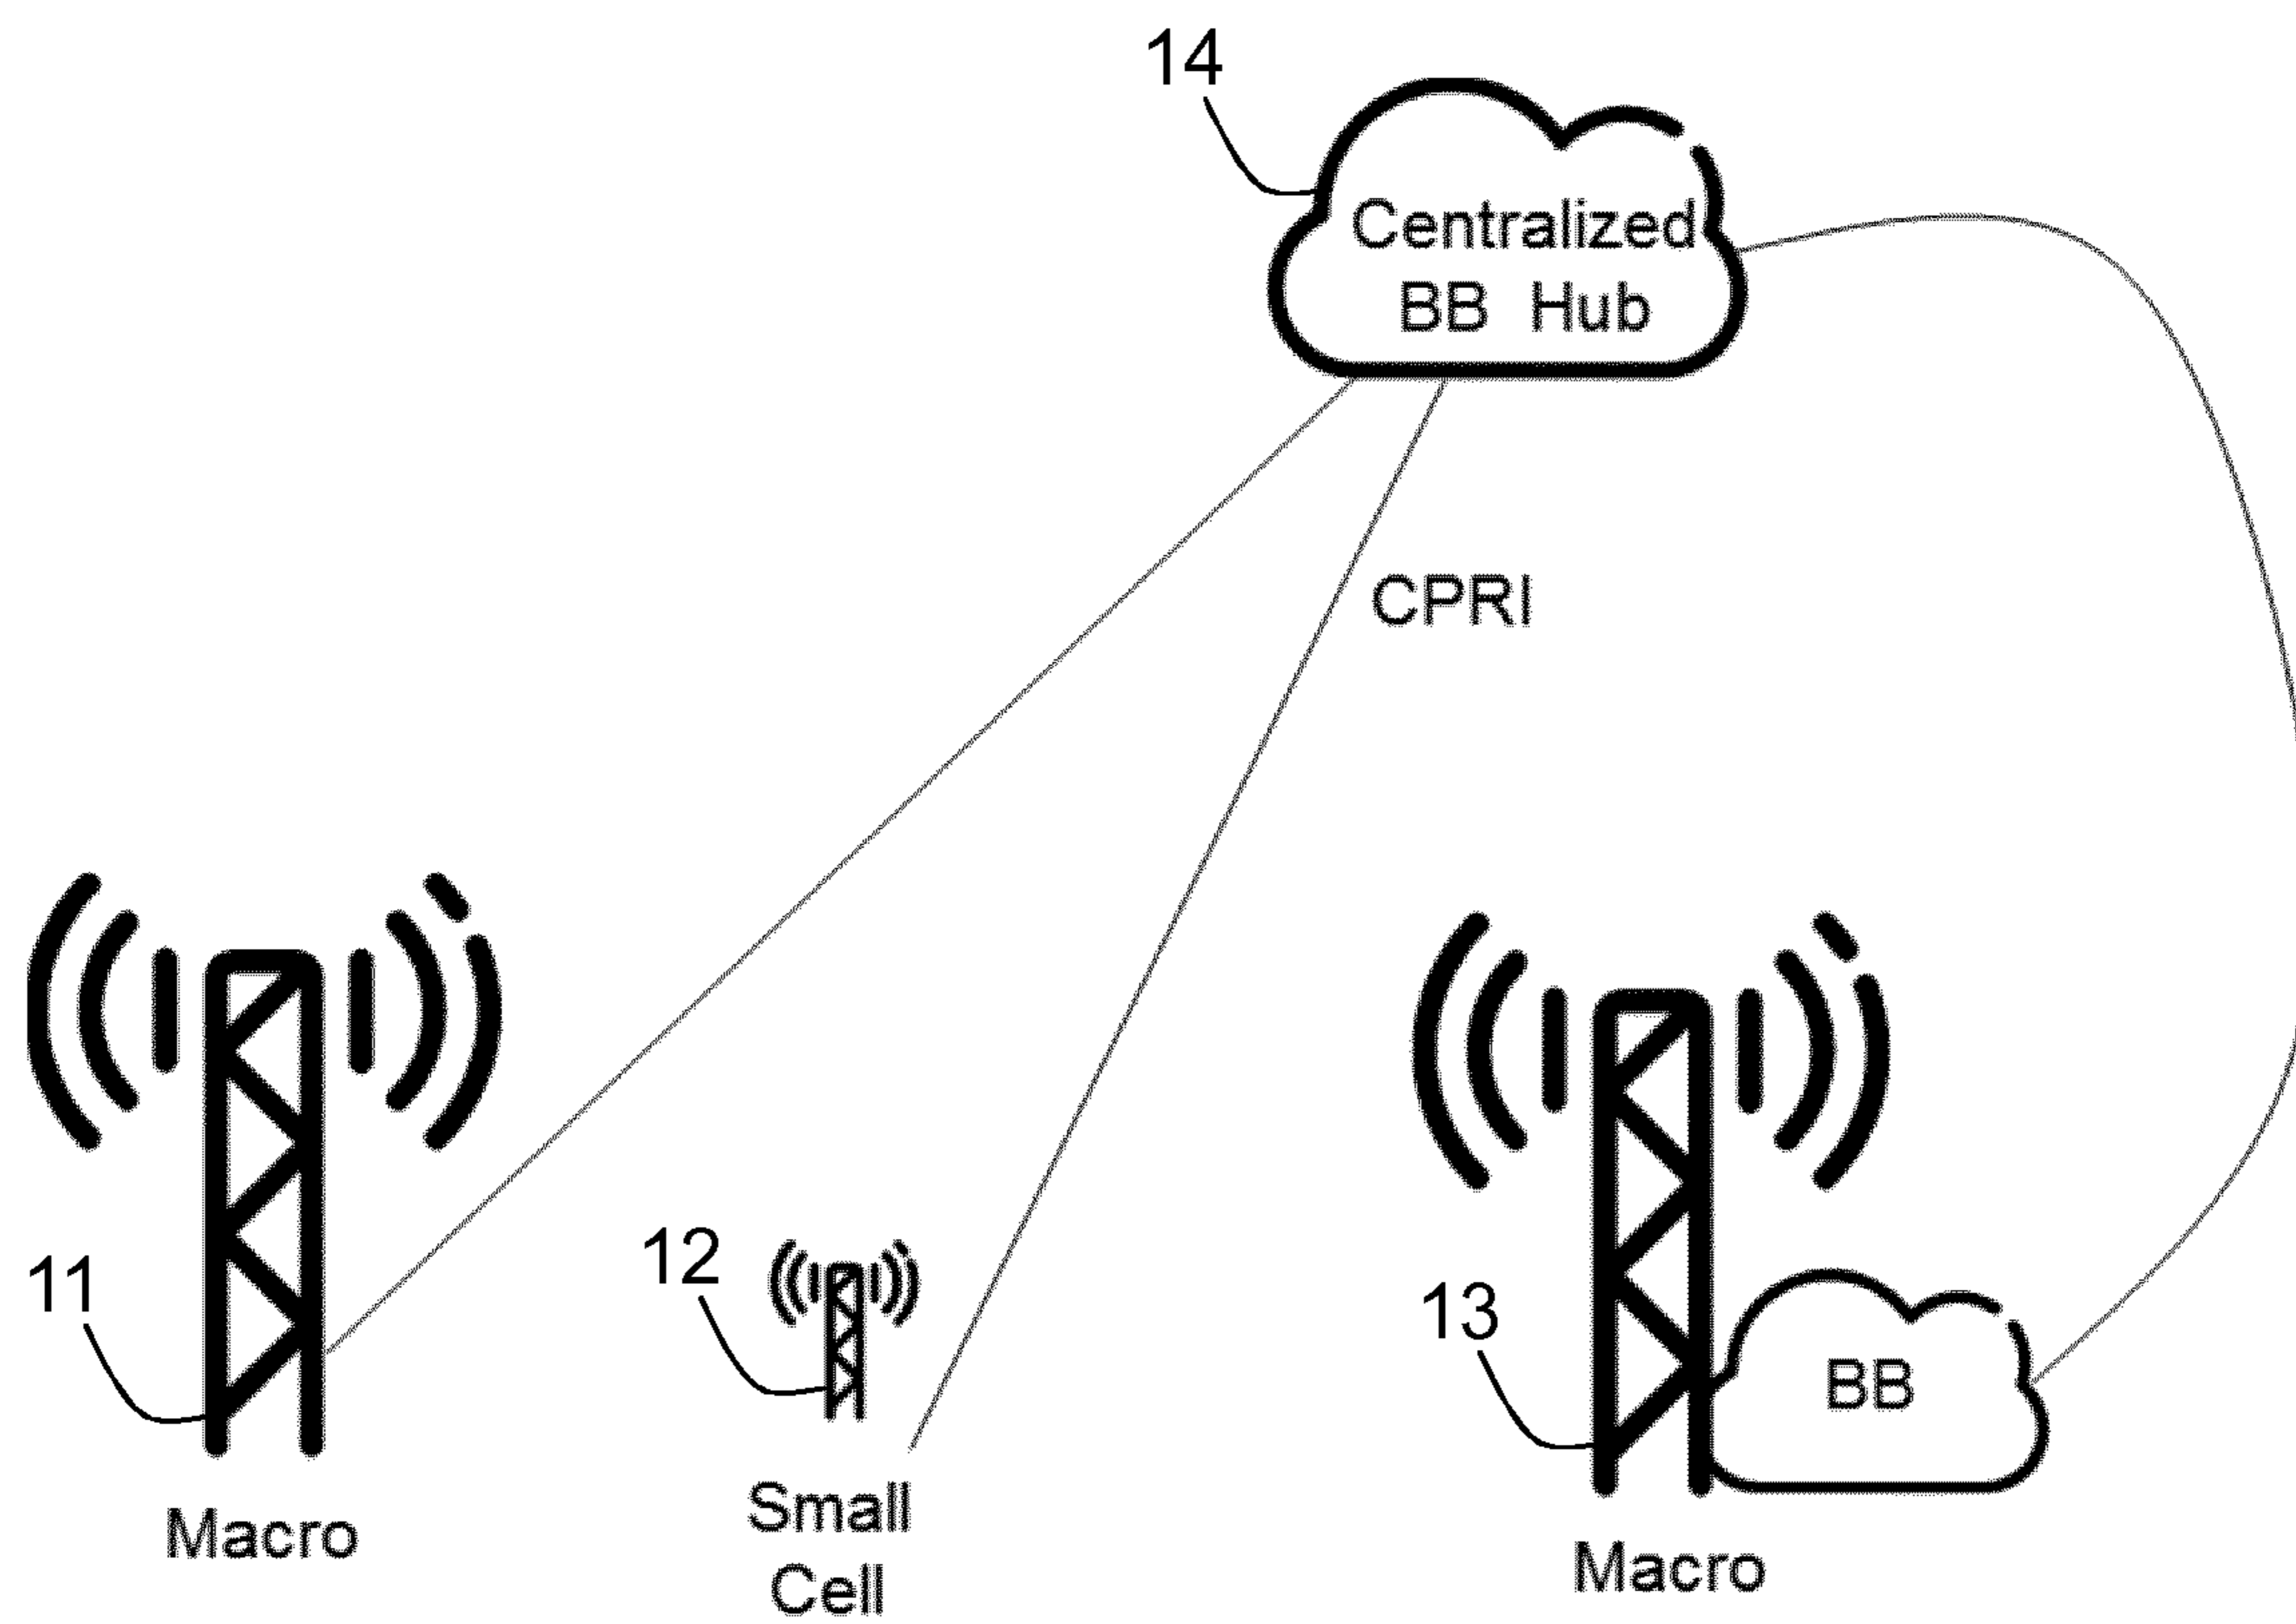 14
Centralized
BB Hub
CPRI
11
12
13
BB
Macro
Small
Cell
Macro